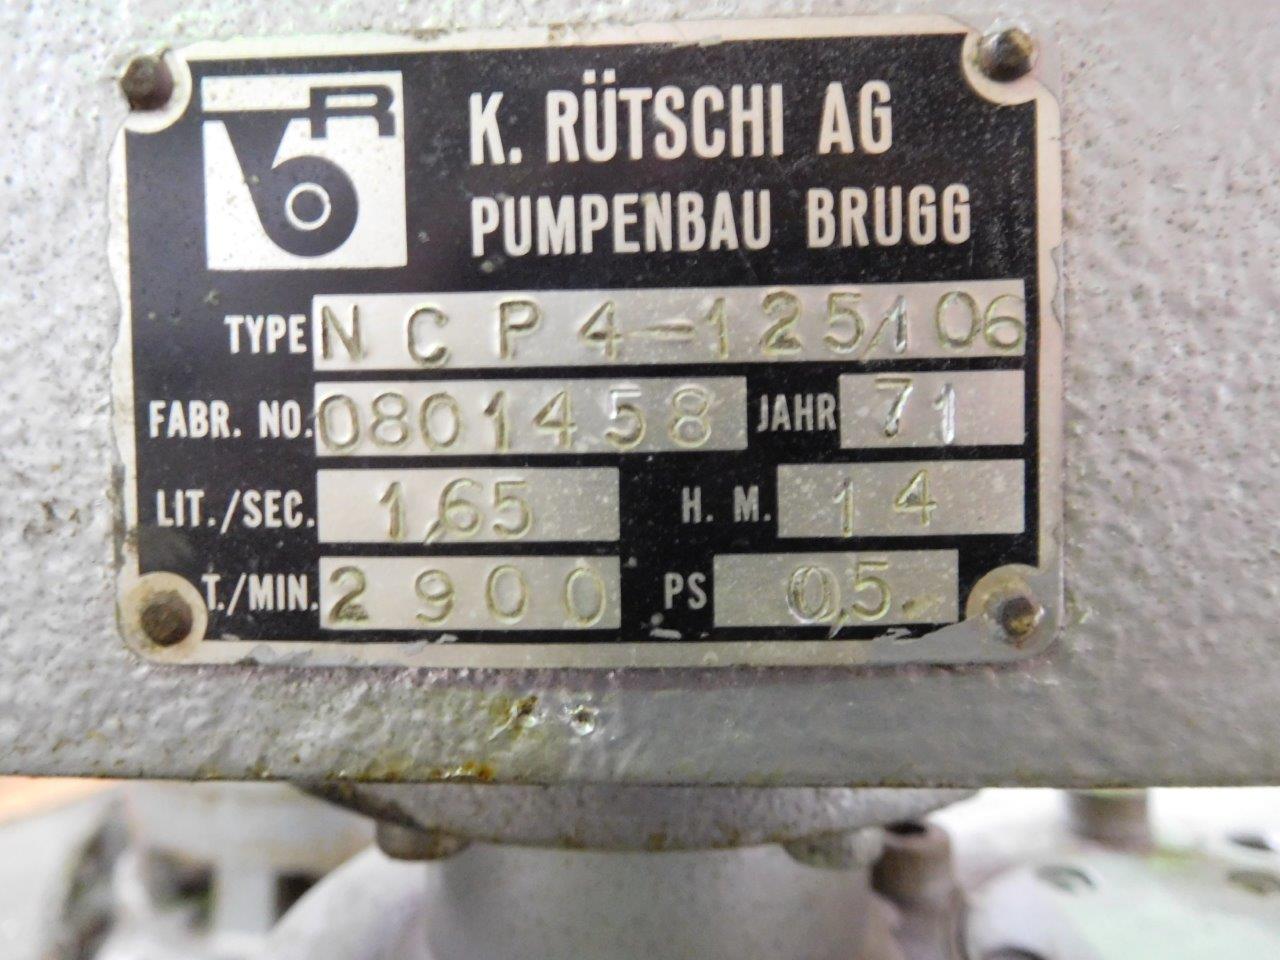 R
K. RÜTSCHI AG
PUMPENBAU BRUGG
TYPE NCP4-125/106
FABR. NO. 0801458 JAHR 71
LIT./SEC. 1,65 H. M. 14
T./MIN. 2900 PS 0,5